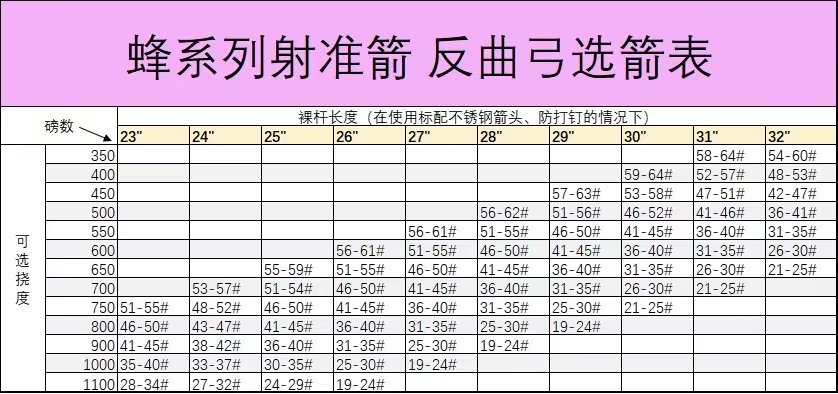 蜂系列射准箭 反曲弓选箭表
裸杆长度（在使用标配不锈钢箭头、防打钉的情况下）
磅数 23" 24" 25" 26" 27" 28" 29" 30" 31" 32"
可选挠度
350 58-64# 54-60#
400 59-64# 52-57# 48-53#
450 57-63# 53-58# 47-51# 42-47#
500 56-62# 51-56# 46-52# 41-46# 36-41#
550 56-61# 51-55# 46-50# 41-45# 36-40# 31-35#
600 56-61# 51-55# 46-50# 41-45# 36-40# 31-35# 26-30#
650 55-59# 51-55# 46-50# 41-45# 36-40# 31-35# 26-30# 21-25#
700 53-57# 51-54# 46-50# 41-45# 36-40# 31-35# 26-30# 21-25#
750 51-55# 48-52# 46-50# 41-45# 36-40# 31-35# 25-30# 21-25#
800 46-50# 43-47# 41-45# 36-40# 31-35# 25-30# 19-24#
900 41-45# 38-42# 36-40# 31-35# 25-30# 19-24#
1000 35-40# 33-37# 30-35# 25-30# 19-24#
1100 28-34# 27-32# 24-29# 19-24#